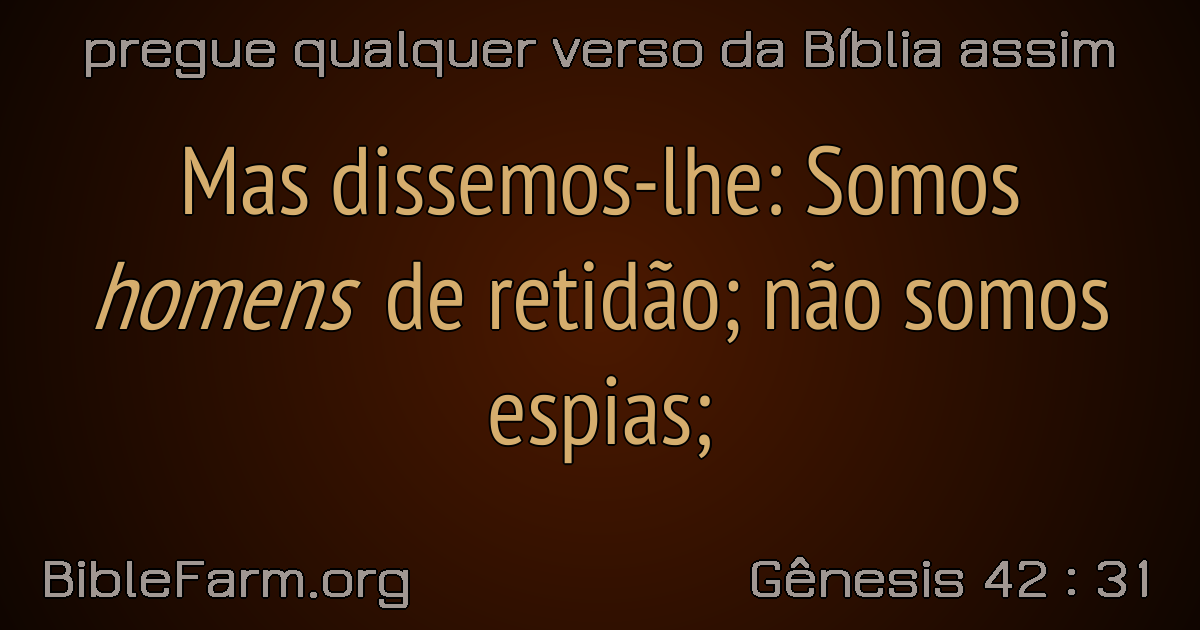 pregue qualquer verso da Bíblia assim
Mas dissemos-lhe: Somos
homens de retidão; não somos
espias;
BibleFarm.org
Gênesis 42 : 31